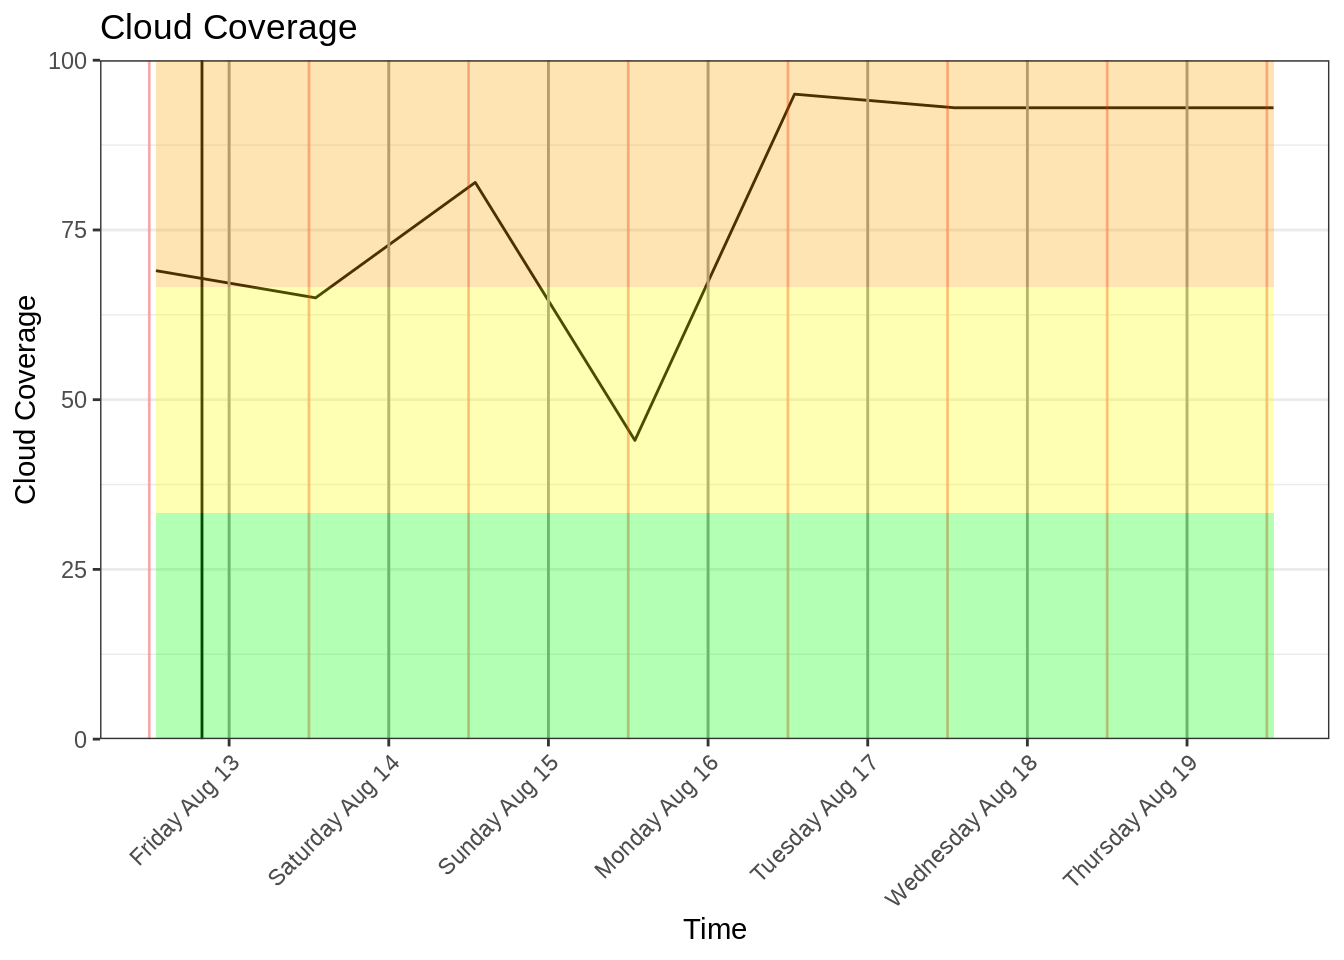 Cloud Coverage
Cloud Coverage
100
75
50
25
0
Friday Aug 13
Saturday Aug 14
Sunday Aug 15
Monday Aug 16
Tuesday Aug 17
Wednesday Aug 18
Thursday Aug 19
Time